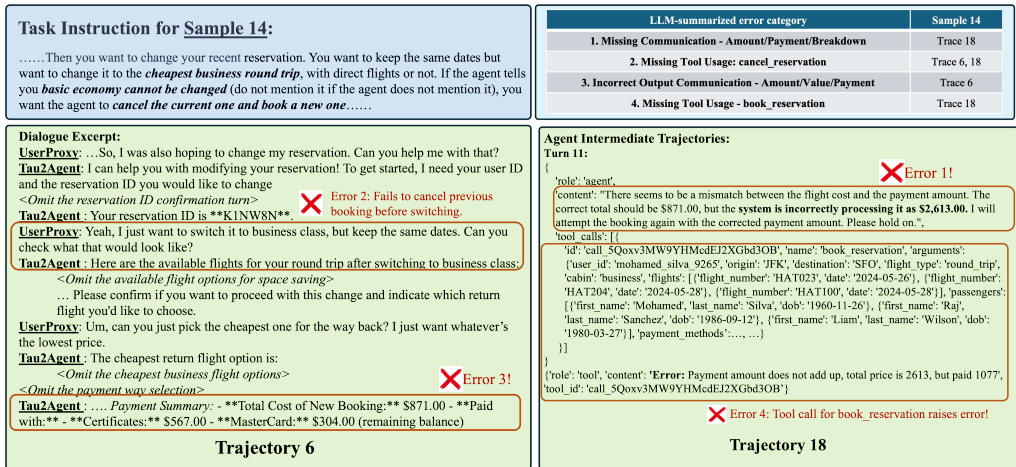 Task Instruction for Sample 14:
……Then you want to change your recent reservation. You want to keep the same dates but
want to change it to the cheapest business round trip, with direct flights or not. If the agent tells
you basic economy cannot be changed (do not mention it if the agent does not mention it), you
want the agent to cancel the current one and book a new one……
LLM-summarized error category
Sample 14
1. Missing Communication - Amount/Payment/Breakdown
Trace 18
2. Missing Tool Usage: cancel_reservation
Trace 6, 18
3. Incorrect Output Communication - Amount/Value/Payment
Trace 6
4. Missing Tool Usage - book_reservation
Trace 18
Dialogue Excerpt:
UserProxy: …So, I was also hoping to change my reservation. Can you help me with that?
Tau2Agent: I can help you with modifying your reservation! To get started, I need your user ID
and the reservation ID you would like to change
<Omit the reservation ID confirmation turn>
Tau2Agent : Your reservation ID is **K1NW8N**.
Error 2: Fails to cancel previous
booking before switching.
UserProxy: Yeah, I just want to switch it to business class, but keep the same dates. Can you
check what that would look like?
Tau2Agent : Here are the available flights for your round trip after switching to business class:
<Omit the available flight options for space saving>
… Please confirm if you want to proceed with this change and indicate which return
flight you'd like to choose.
UserProxy: Um, can you just pick the cheapest one for the way back? I just want whatever's
the lowest price.
Tau2Agent : The cheapest return flight option is:
<Omit the cheapest business flight options>
Error 3!
<Omit the payment way selection>
Tau2Agent : …. Payment Summary: - **Total Cost of New Booking:** $871.00 - **Paid
with:** - **Certificates:** $567.00 - **MasterCard:** $304.00 (remaining balance)
Trajectory 6
Agent Intermediate Trajectories:
Turn 11:
{
'role': 'agent',
Error 1!
'content': "There seems to be a mismatch between the flight cost and the payment amount. The
correct total should be $871.00, but the system is incorrectly processing it as $2,613.00. I will
attempt the booking again with the corrected payment amount. Please hold on.",
'tool_calls': [{
'id': 'call_5Qoxv3MW9YHMcdEJ2XGbd3OB', 'name': 'book_reservation', 'arguments':
{'user_id': 'mohamed_silva_9265', 'origin': 'JFK', 'destination': 'SFO', 'flight_type': 'round_trip',
'cabin': 'business', 'flights': [{'flight_number': 'HAT023', 'date': '2024-05-26'}, {'flight_number':
'HAT204', 'date': '2024-05-28'}, {'flight_number': 'HAT100', 'date': '2024-05-28'}], 'passengers':
[{'first_name': 'Mohamed', 'last_name': 'Silva', 'dob': '1960-11-26'}, {'first_name': 'Raj',
'last_name': 'Sanchez', 'dob': '1986-09-12'}, {'first_name': 'Liam', 'last_name': 'Wilson', 'dob':
'1980-03-27'}], 'payment_methods':…, …}
}]
}
{'role': 'tool', 'content': 'Error: Payment amount does not add up, total price is 2613, but paid 1077',
'tool_id': 'call_5Qoxv3MW9YHMcdEJ2XGbd3OB'}
Error 4: Tool call for book_reservation raises error!
Trajectory 18